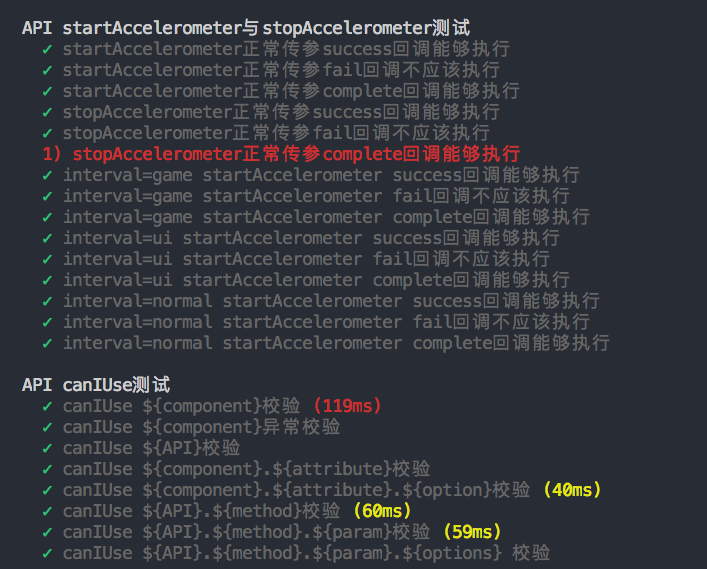 API startAccelerometer与stopAccelerometer测试
✓ startAccelerometer正常传参success回调能够执行
✓ startAccelerometer正常传参fail回调不应该执行
✓ startAccelerometer正常传参complete回调能够执行
✓ stopAccelerometer正常传参success回调能够执行
✓ stopAccelerometer正常传参fail回调不应该执行
1) stopAccelerometer正常传参complete回调能够执行
✓ interval=game startAccelerometer success回调能够执行
✓ interval=game startAccelerometer fail回调不应该执行
✓ interval=game startAccelerometer complete回调能够执行
✓ interval=ui startAccelerometer success回调能够执行
✓ interval=ui startAccelerometer fail回调不应该执行
✓ interval=ui startAccelerometer complete回调能够执行
✓ interval=normal startAccelerometer success回调能够执行
✓ interval=normal startAccelerometer fail回调不应该执行
✓ interval=normal startAccelerometer complete回调能够执行
API canIUse测试
✓ canIUse ${component}校验 (119ms)
✓ canIUse ${component}异常校验
✓ canIUse ${API}校验
✓ canIUse ${component}.${attribute}校验
✓ canIUse ${component}.${attribute}.${option}校验 (40ms)
✓ canIUse ${API}.${method}校验 (60ms)
✓ canIUse ${API}.${method}.${param}校验 (59ms)
✓ canIUse ${API}.${method}.${param}.${options} 校验